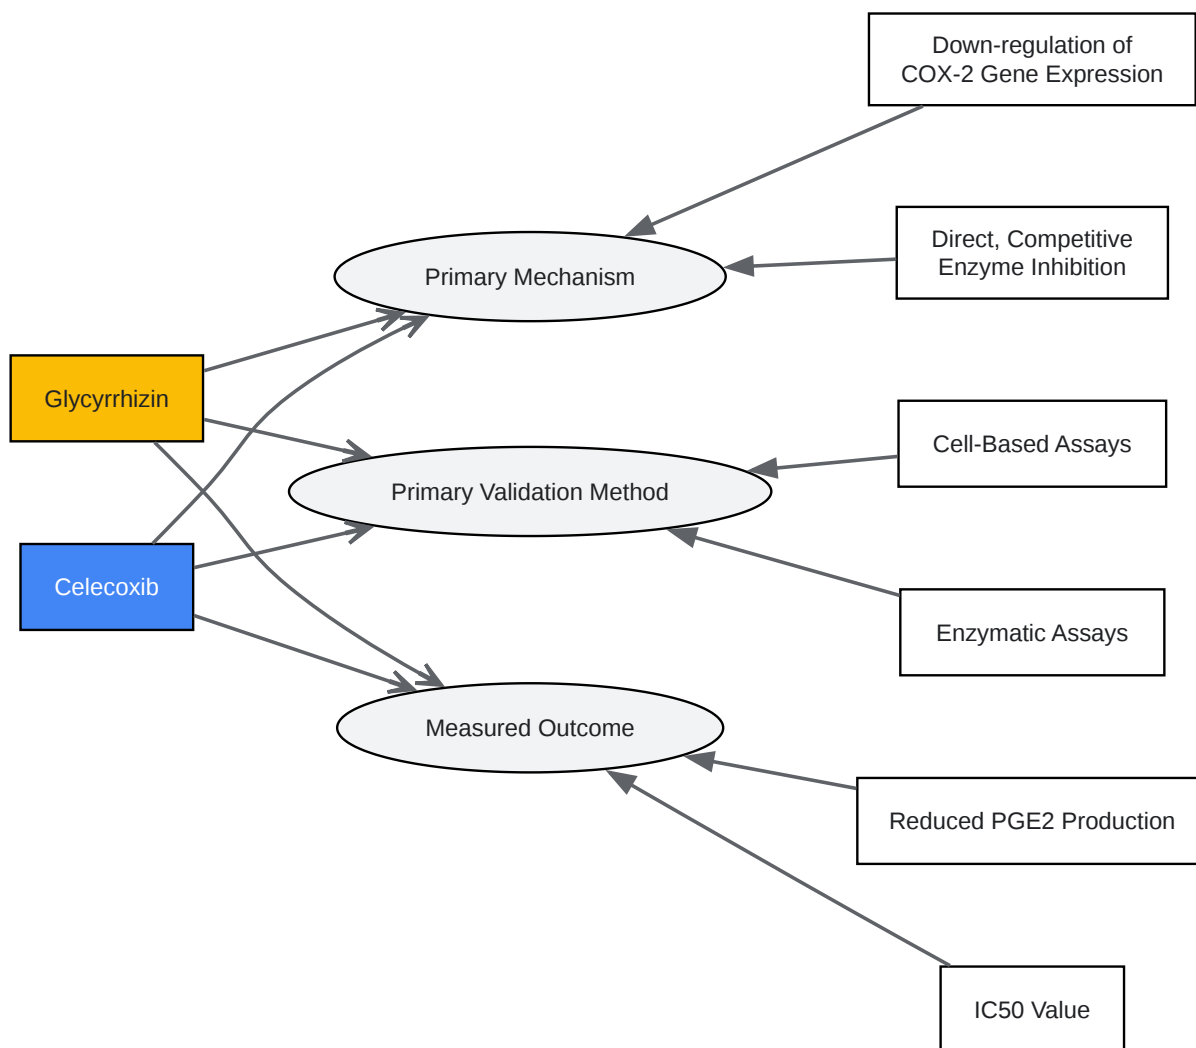 Down-regulation of
COX-2 Gene Expression
Direct, Competitive
Enzyme Inhibition
Primary Mechanism
Glycyrrhizin
Cell-Based Assays
Primary Validation Method
Celecoxib
Enzymatic Assays
Measured Outcome
Reduced PGE2 Production
IC50 Value